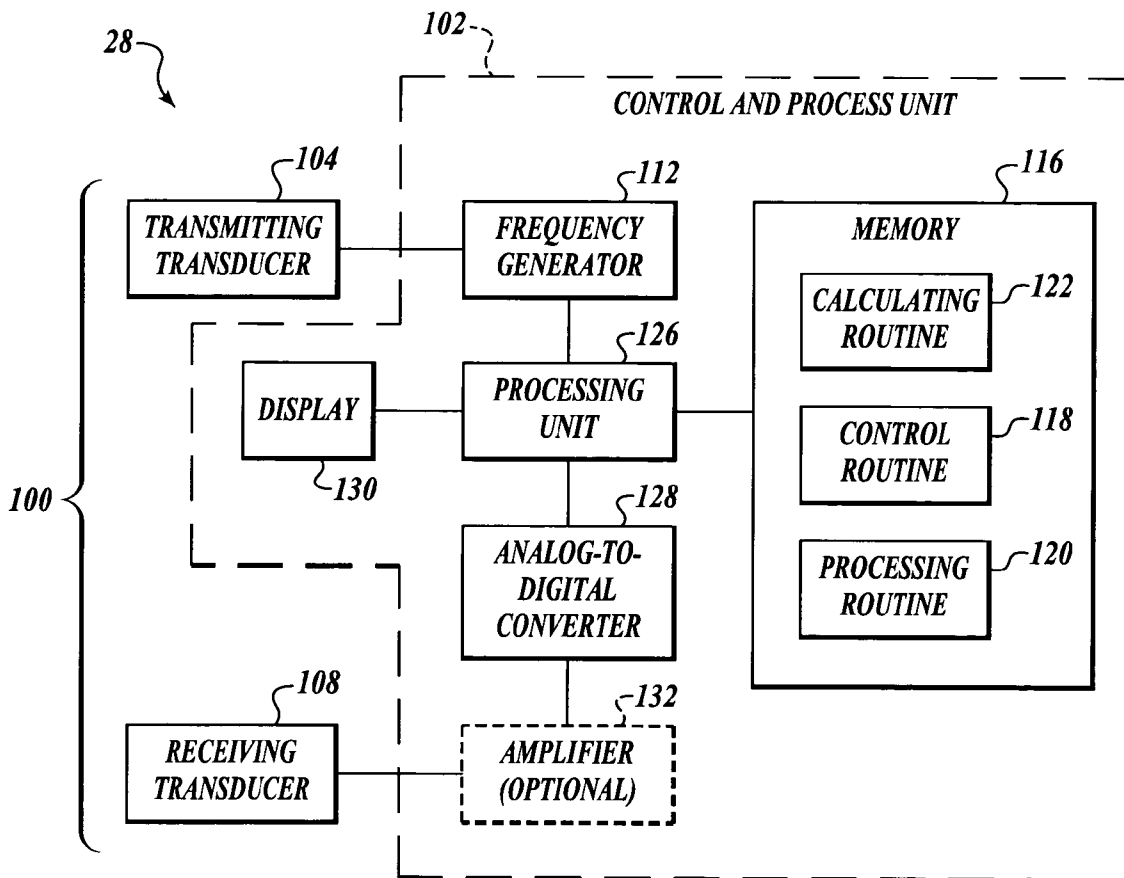 28
102
CONTROL AND PROCESS UNIT
104
112
116
TRANSMITTING
TRANSDUCER
FREQUENCY
GENERATOR
MEMORY
CALCULATING
ROUTINE
122
126
DISPLAY
PROCESSING
UNIT
130
CONTROL
ROUTINE
118
100
128
ANALOG-TO-
DIGITAL
CONVERTER
PROCESSING
ROUTINE
120
108
132
RECEIVING
TRANSDUCER
AMPLIFIER
(OPTIONAL)